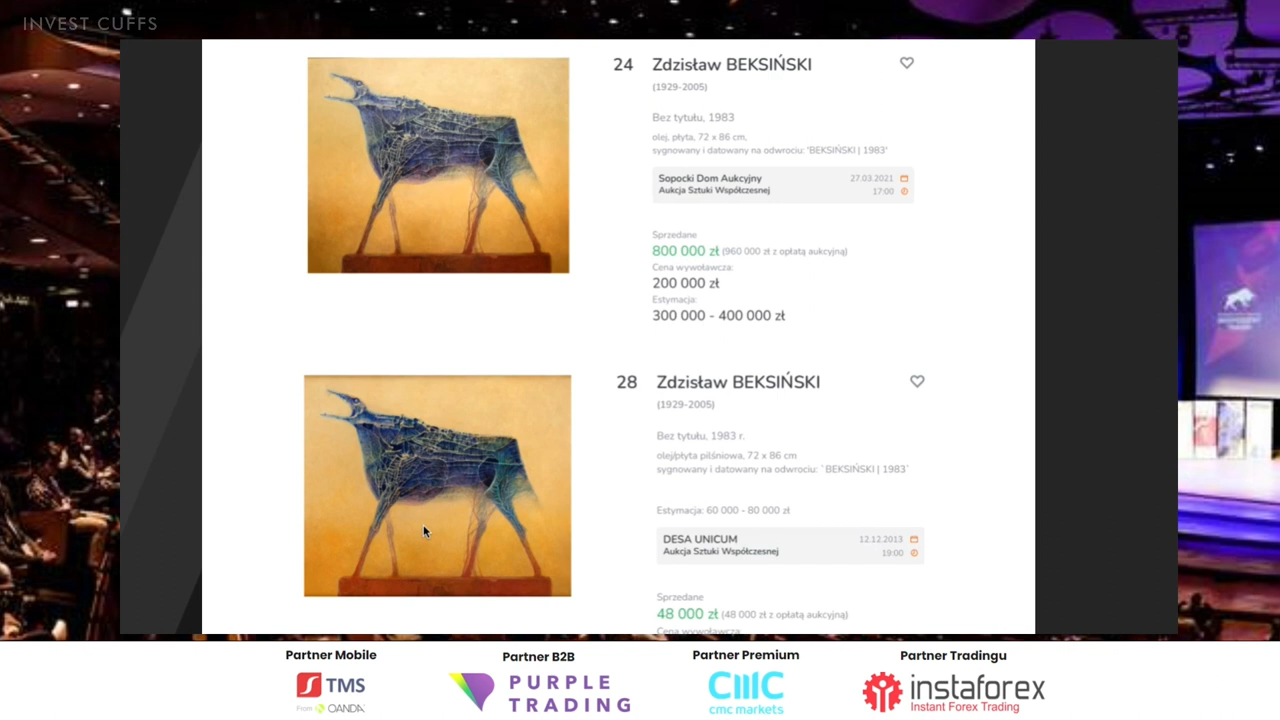 INVEST CUFFS
24 Zdzisław BEKSIŃSKI
(1929-2005)
Bez tytułu, 1983
olej, płyta, 72 x 86 cm,
sygnowany i datowany na odwrociu: 'BEKSIŃSKI | 1983'
Sopocki Dom Aukcyjny 27.03.2021
Aukcja Sztuki Współczesnej 17:00
Sprzedane
800 000 zł (960 000 zł z opłatą aukcyjną)
Cena wywoławcza:
200 000 zł
Estymacja:
300 000 - 400 000 zł
28 Zdzisław BEKSIŃSKI
(1929-2005)
Bez tytułu, 1983 r.
olej/płyta pilśniowa, 72 x 86 cm
sygnowany i datowany na odwrociu: `BEKSIŃSKI | 1983`
Estymacja: 60 000 - 80 000 zł
DESA UNICUM 12.12.2013
Aukcja Sztuki Współczesnej 19:00
Sprzedane
48 000 zł (48 000 zł z opłatą aukcyjną)
Cena wywoławcza
Partner Mobile
TMS
From OANDA
Partner B2B
PURPLE
TRADING
Partner Premium
CMC
cmc markets
Partner Tradingu
instaforex
Instant Forex Trading